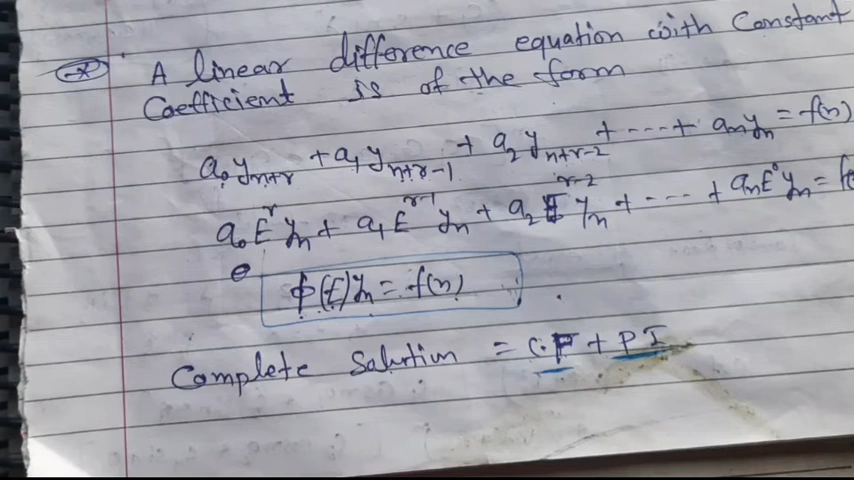 A linear difference equation with Constant
Coefficient is of the form
a₀yₙ₊ᵣ + a₁yₙ₊ᵣ₋₁ + a₂yₙ₊ᵣ₋₂ + ---- + aₙyₙ = f(n)
a₀Eʳyₙ + a₁Eʳ⁻¹yₙ + a₂Eʳ⁻²yₙ + --- + aₙE⁰yₙ =
ϕ(E)yₙ = f(n)
Complete Solution = C.F + PI